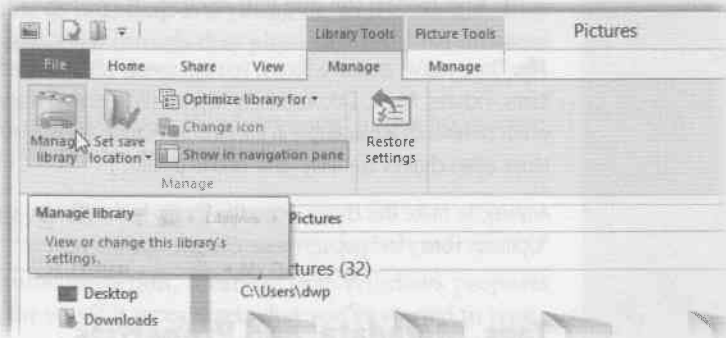 Library Tools Picture Tools Pictures
File Home Share View Manage Manage
Optimize library for
Change icon
Manage library
Set save location
Show in navigation pane
Restore settings
Manage
Manage library
View or change this library's settings.
Pictures
My Pictures (32)
C:\Users\dwp
Desktop
Downloads